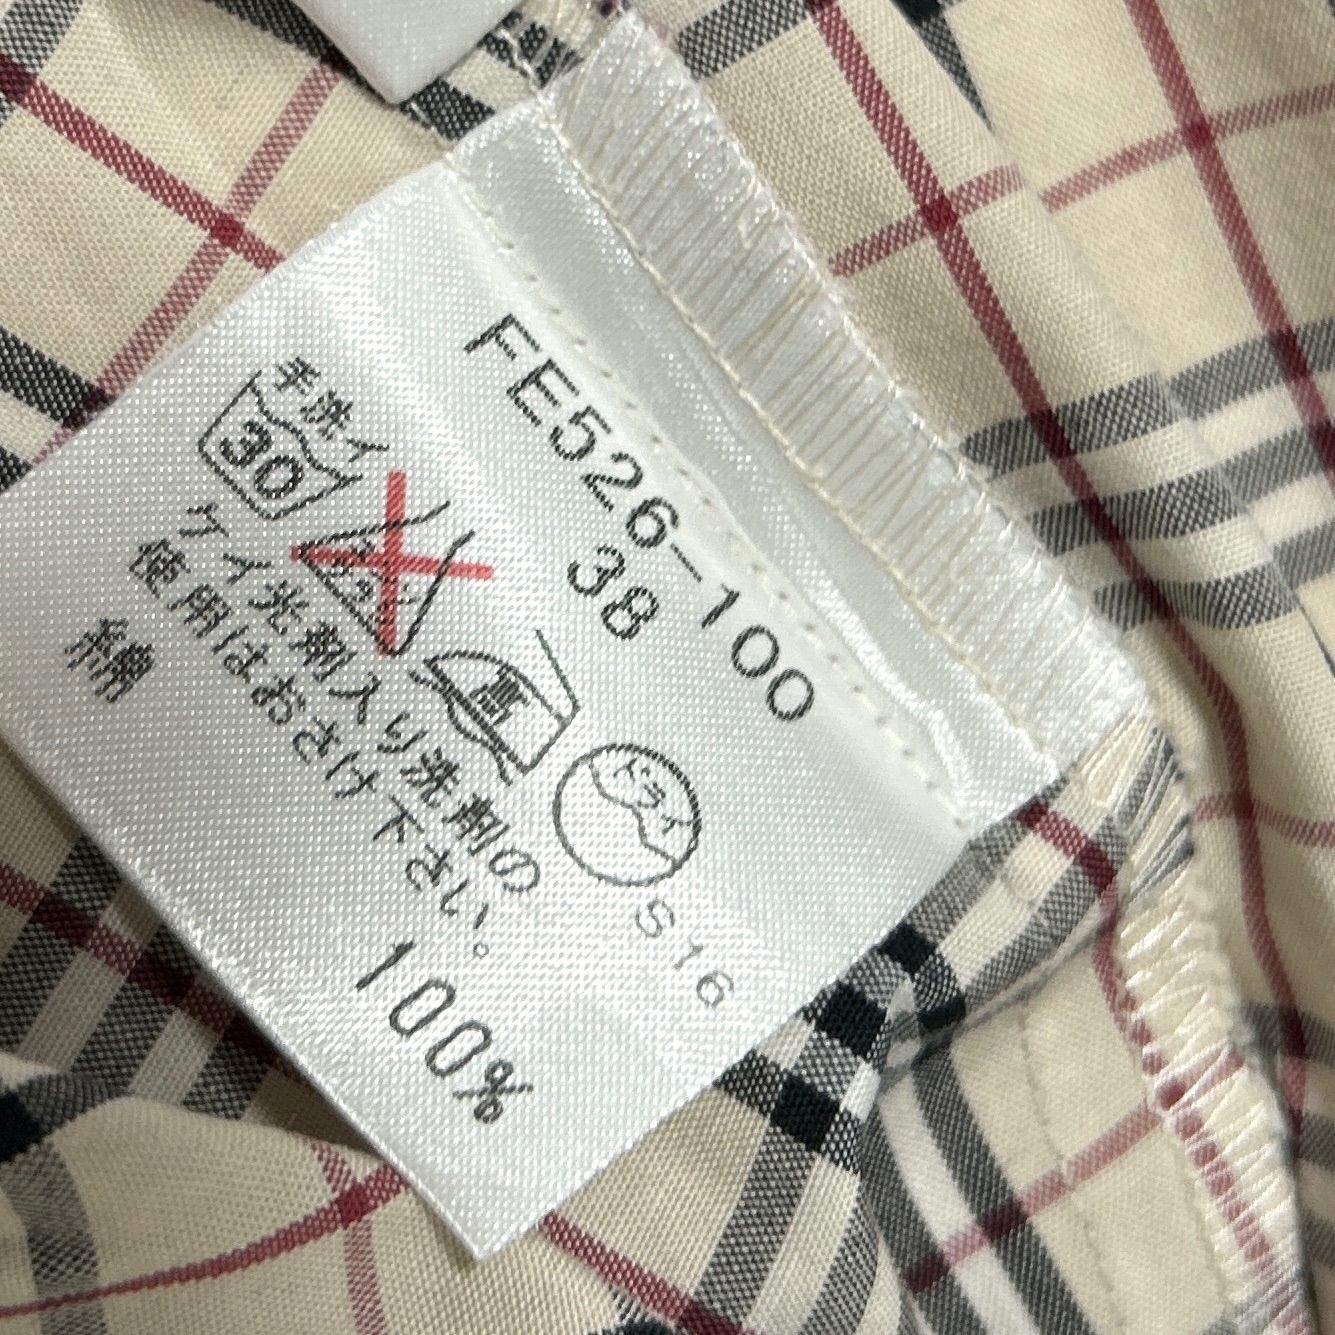 FE526-100
38
手洗イ
30
高
ドライ
S16
ケイ光剤入り洗剤の
使用はおさけ下さい。
綿 100%